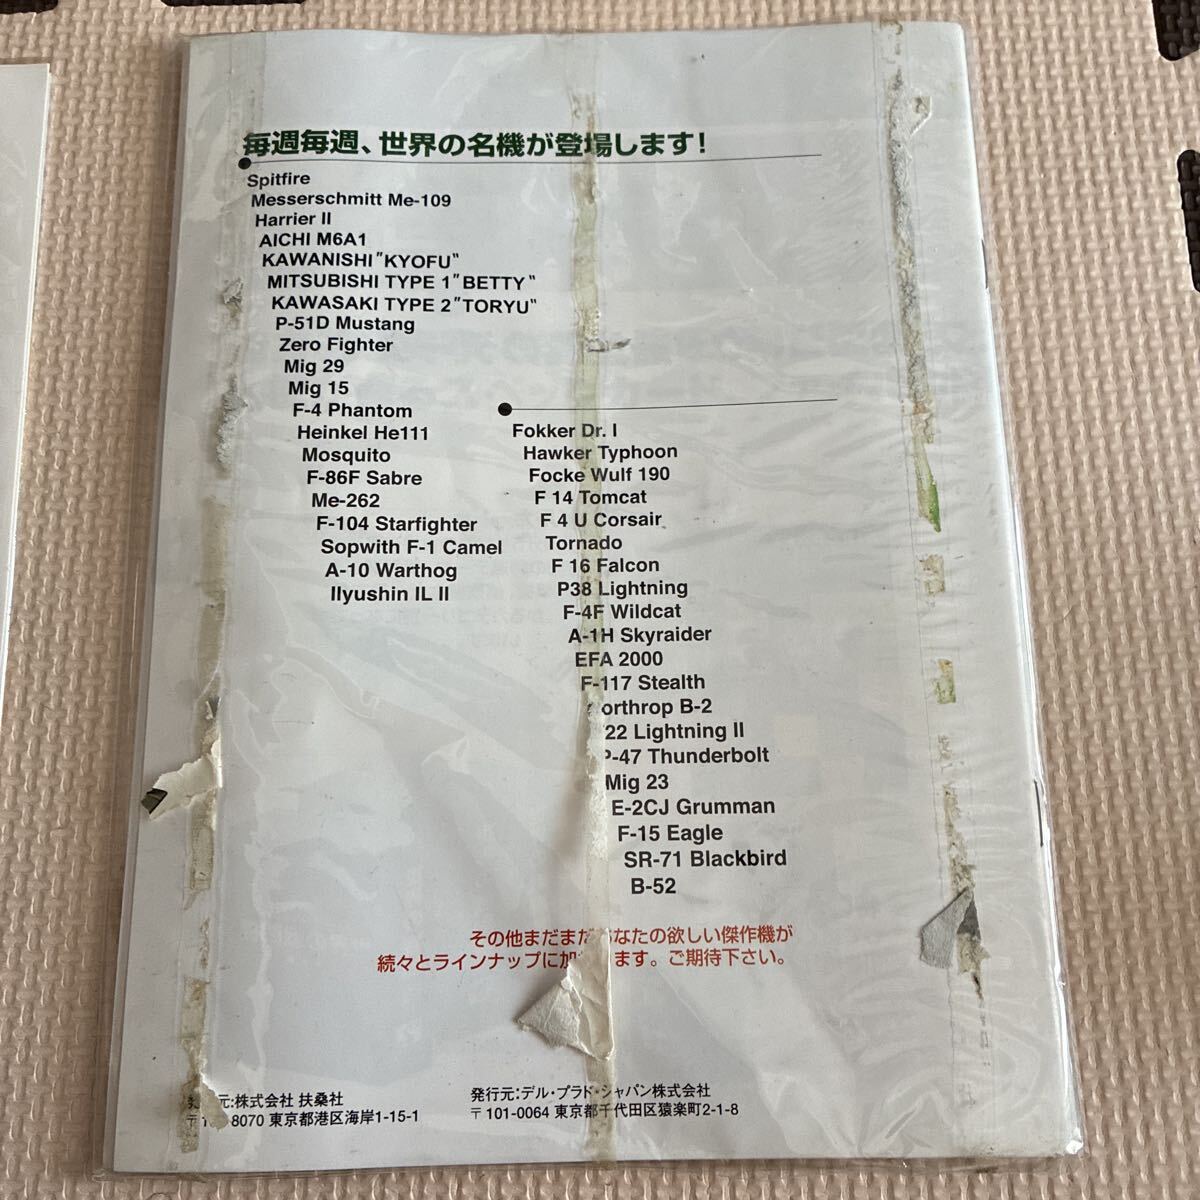 毎週毎週、世界の名機が登場します!
Spitfire
Messerschmitt Me-109
Harrier II
AICHI M6A1
KAWANISHI"KYOFU"
MITSUBISHI TYPE 1"BETTY"
KAWASAKI TYPE 2"TORYU"
P-51D Mustang
Zero Fighter
Mig 29
Mig 15
F-4 Phantom
Heinkel He111
Mosquito
F-86F Sabre
Me-262
F-104 Starfighter
Sopwith F-1 Camel
A-10 Warthog
Ilyushin IL II
Fokker Dr. I
Hawker Typhoon
Focke Wulf 190
F 14 Tomcat
F 4 U Corsair
Tornado
F 16 Falcon
P38 Lightning
F-4F Wildcat
A-1H Skyraider
EFA 2000
F-117 Stealth
orthrop B-2
22 Lightning II
P-47 Thunderbolt
Mig 23
E-2CJ Grumman
F-15 Eagle
SR-71 Blackbird
B-52
その他まだまだあなたの欲しい傑作機が
続々とラインナップに加 ます。ご期待下さい。
元:株式会社 扶桑社
8070 東京都港区海岸1-15-1
発行元:デル・プラド・ジャパン株式会社
〒101-0064 東京都千代田区猿楽町2-1-8